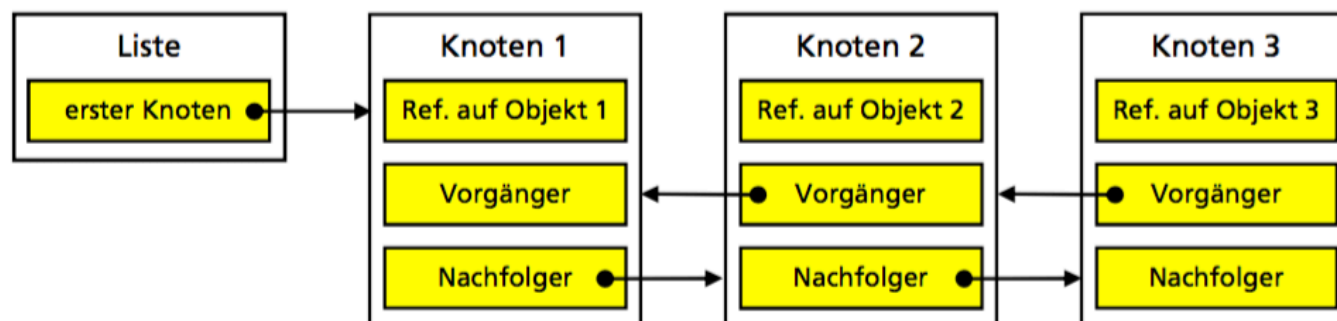 Liste
erster Knoten
Knoten 1
Ref. auf Objekt 1
Vorgänger
Nachfolger
Knoten 2
Ref. auf Objekt 2
Vorgänger
Nachfolger
Knoten 3
Ref. auf Objekt 3
Vorgänger
Nachfolger